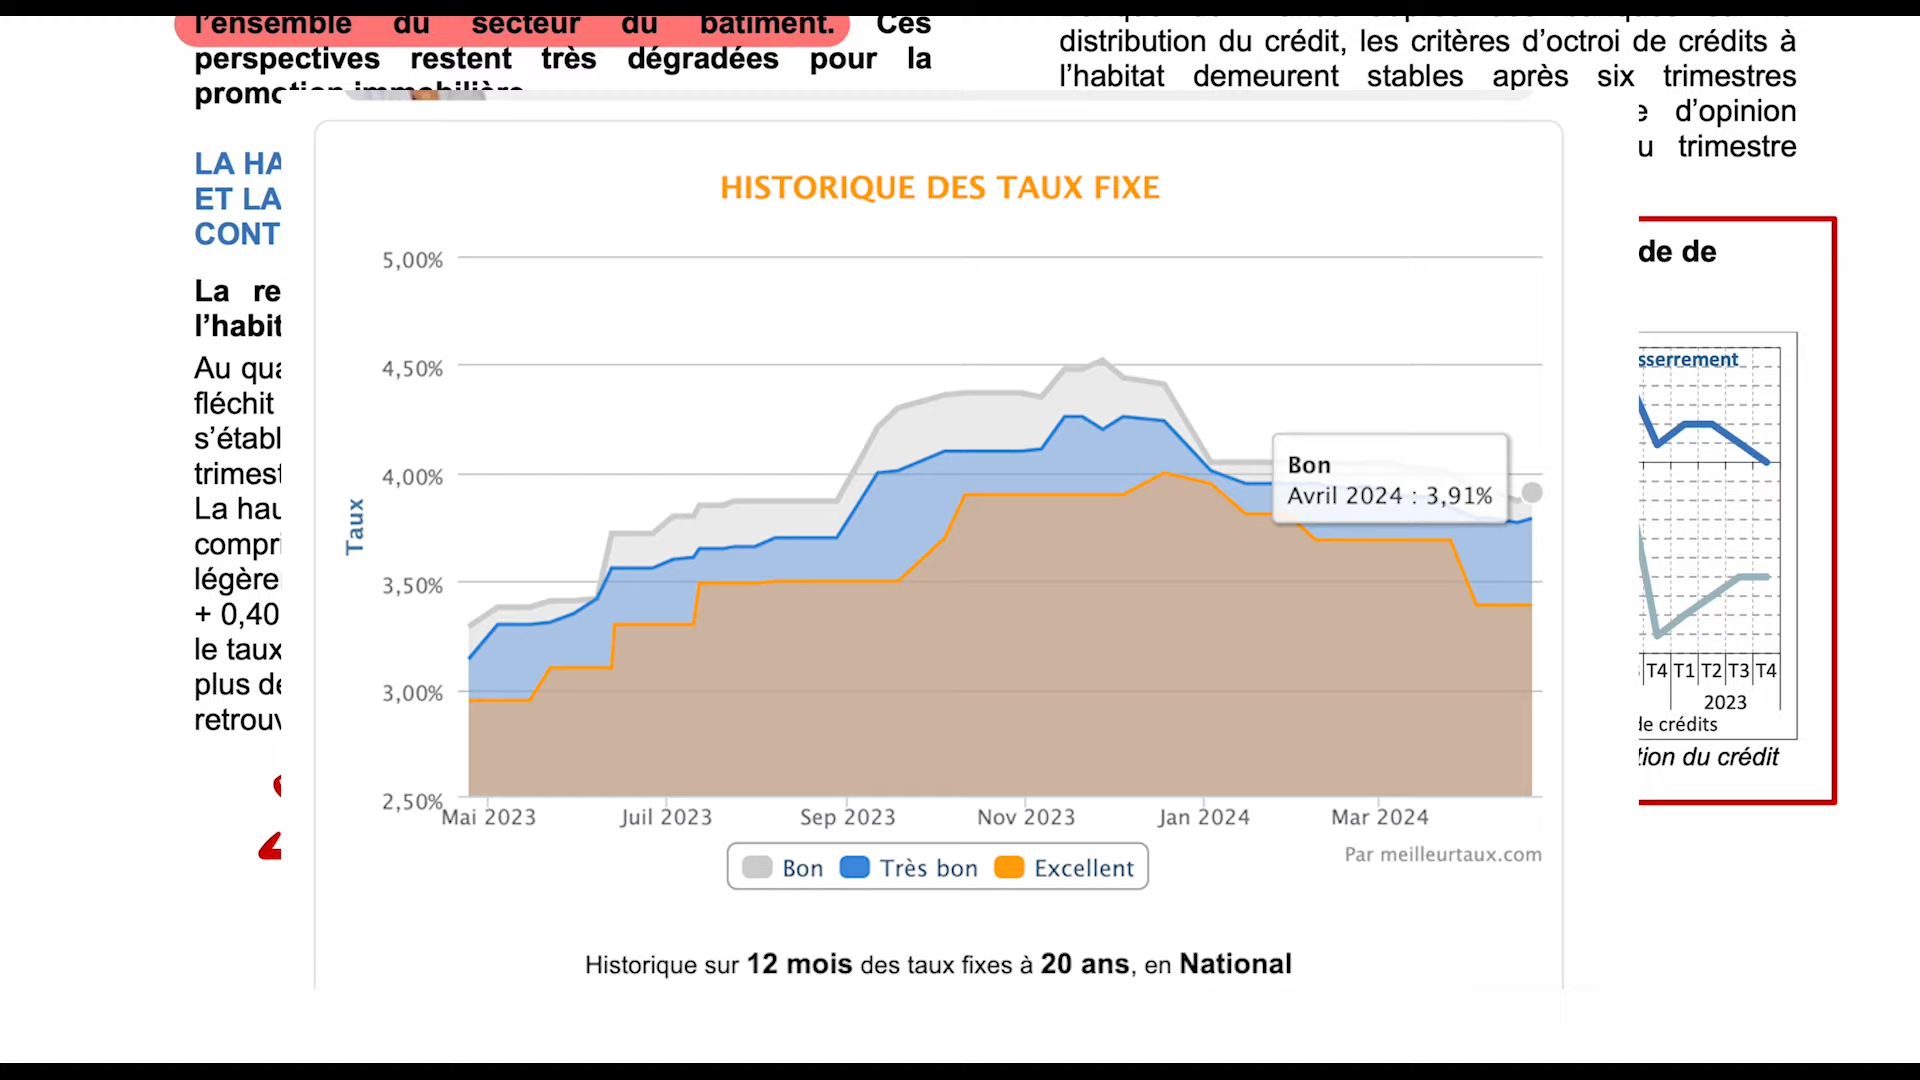 l’ensemble du secteur du bâtiment. Ces
perspectives restent très dégradées pour la
promotion immobilière
LA HA
ET LA
CONT
La re
l’habit
Au qua
fléchit
s’établ
trimest
La hau
compri
légère
+ 0,40
le taux
plus de
retrouv
distribution du crédit, les critères d’octroi de crédits à
l’habitat demeurent stables après six trimestres
e d’opinion
u trimestre
de de
sserrement
T4 T1 T2 T3 T4
2023
de crédits
tion du crédit
HISTORIQUE DES TAUX FIXE
Taux
5,00%
4,50%
4,00%
3,50%
3,00%
2,50%
Bon
Avril 2024 : 3,91%
Mai 2023 Juil 2023 Sep 2023 Nov 2023 Jan 2024 Mar 2024
Par meilleurtaux.com
Bon Très bon Excellent
Historique sur 12 mois des taux fixes à 20 ans, en National